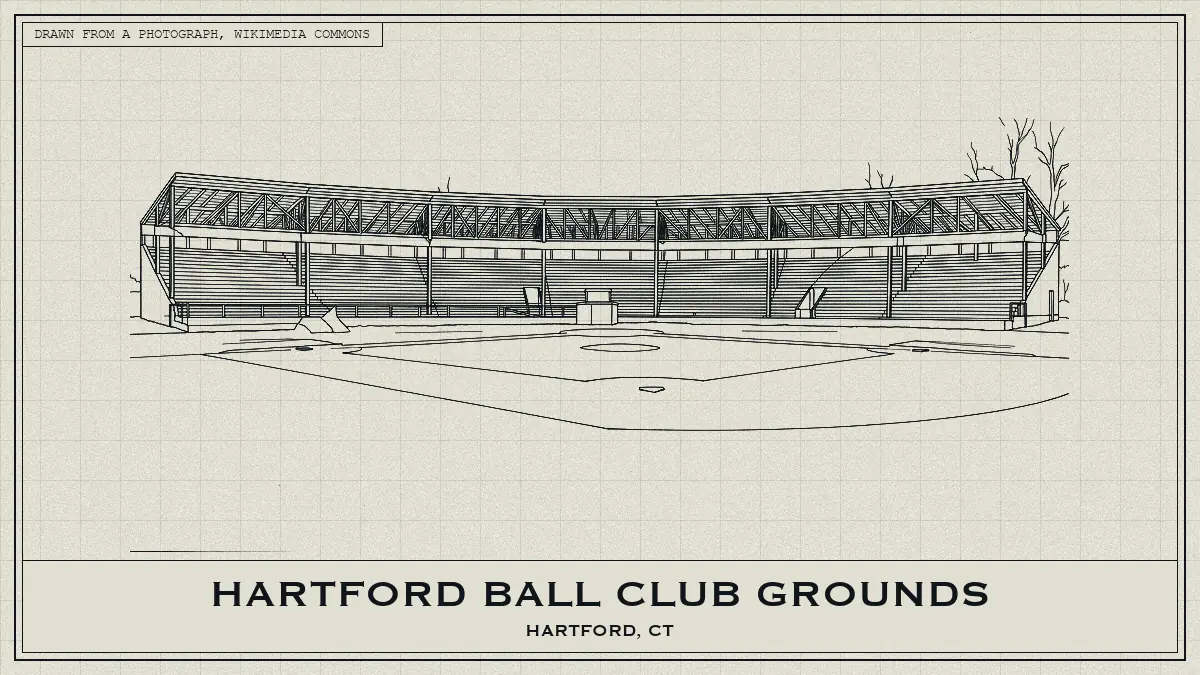 DRAWN FROM A PHOTOGRAPH, WIKIMEDIA COMMONS
HARTFORD BALL CLUB GROUNDS
HARTFORD, CT